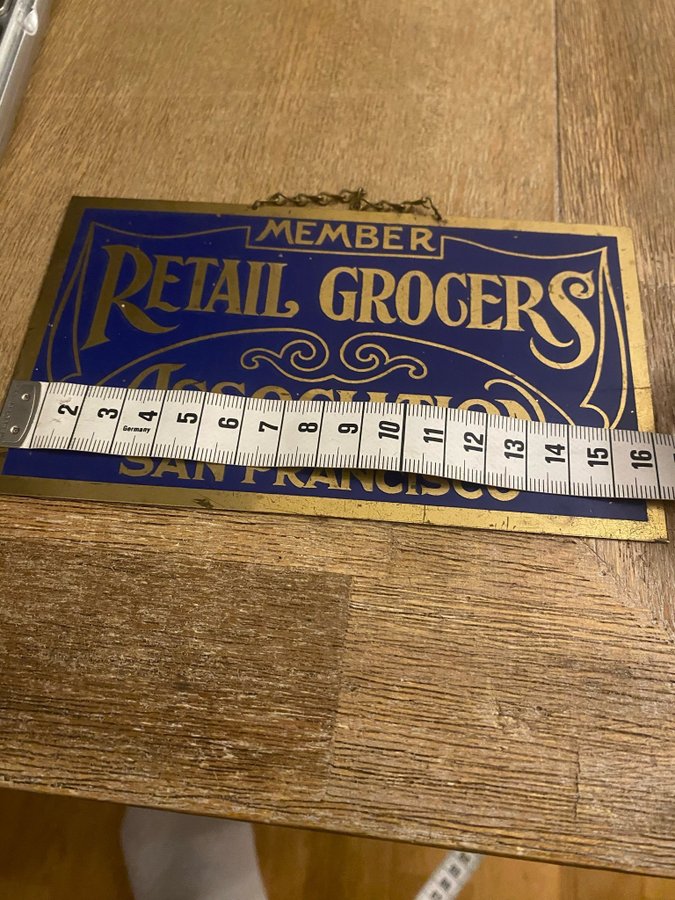 MEMBER
RETAIL GROCERS
ASSOCIATION
SAN FRANCISCO
2 3 4 5 6 7 8 9 10 11 12 13 14 15 16
Germany